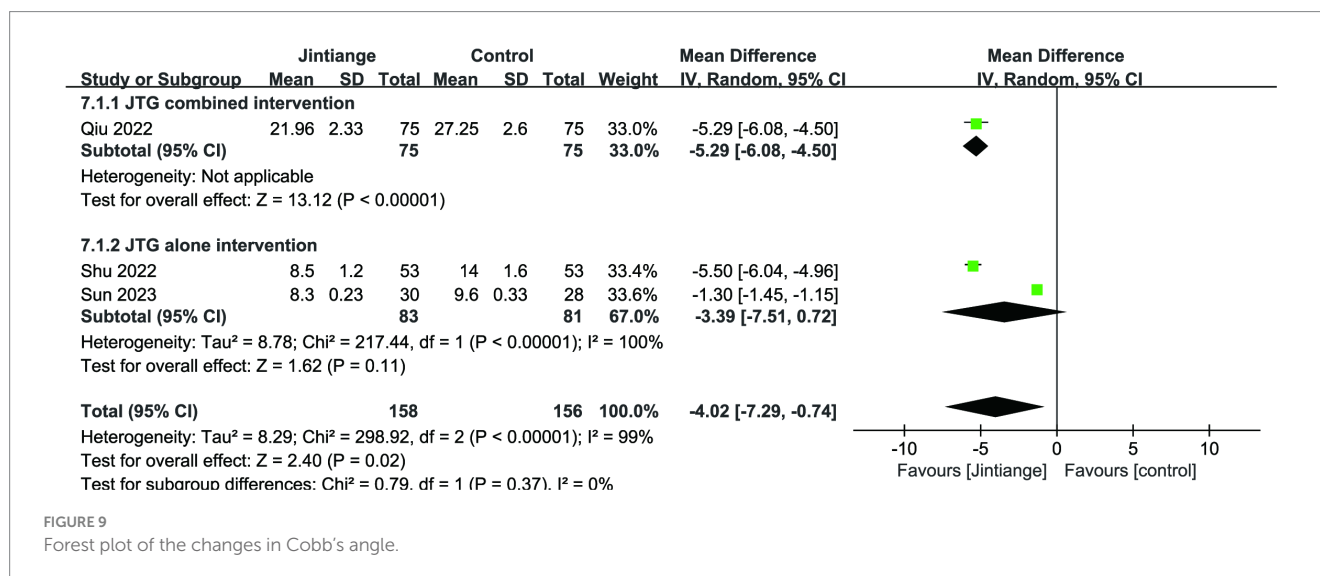 Jintiange Control Mean Difference Mean Difference
Study or Subgroup Mean SD Total Mean SD Total Weight IV, Random, 95% CI IV, Random, 95% CI
7.1.1 JTG combined intervention
Qiu 2022 21.96 2.33 75 27.25 2.6 75 33.0% -5.29 [-6.08, -4.50]
Subtotal (95% CI) 75 75 33.0% -5.29 [-6.08, -4.50]
Heterogeneity: Not applicable
Test for overall effect: Z = 13.12 (P < 0.00001)
7.1.2 JTG alone intervention
Shu 2022 8.5 1.2 53 14 1.6 53 33.4% -5.50 [-6.04, -4.96]
Sun 2023 8.3 0.23 30 9.6 0.33 28 33.6% -1.30 [-1.45, -1.15]
Subtotal (95% CI) 83 81 67.0% -3.39 [-7.51, 0.72]
Heterogeneity: Tau² = 8.78; Chi² = 217.44, df = 1 (P < 0.00001); I² = 100%
Test for overall effect: Z = 1.62 (P = 0.11)
Total (95% CI) 158 156 100.0% -4.02 [-7.29, -0.74]
Heterogeneity: Tau² = 8.29; Chi² = 298.92, df = 2 (P < 0.00001); I² = 99%
Test for overall effect: Z = 2.40 (P = 0.02)
Test for subgroup differences: Chi² = 0.79, df = 1 (P = 0.37), I² = 0%
-10 -5 0 5 10
Favours [Jintiange] Favours [control]
FIGURE 9
Forest plot of the changes in Cobb's angle.